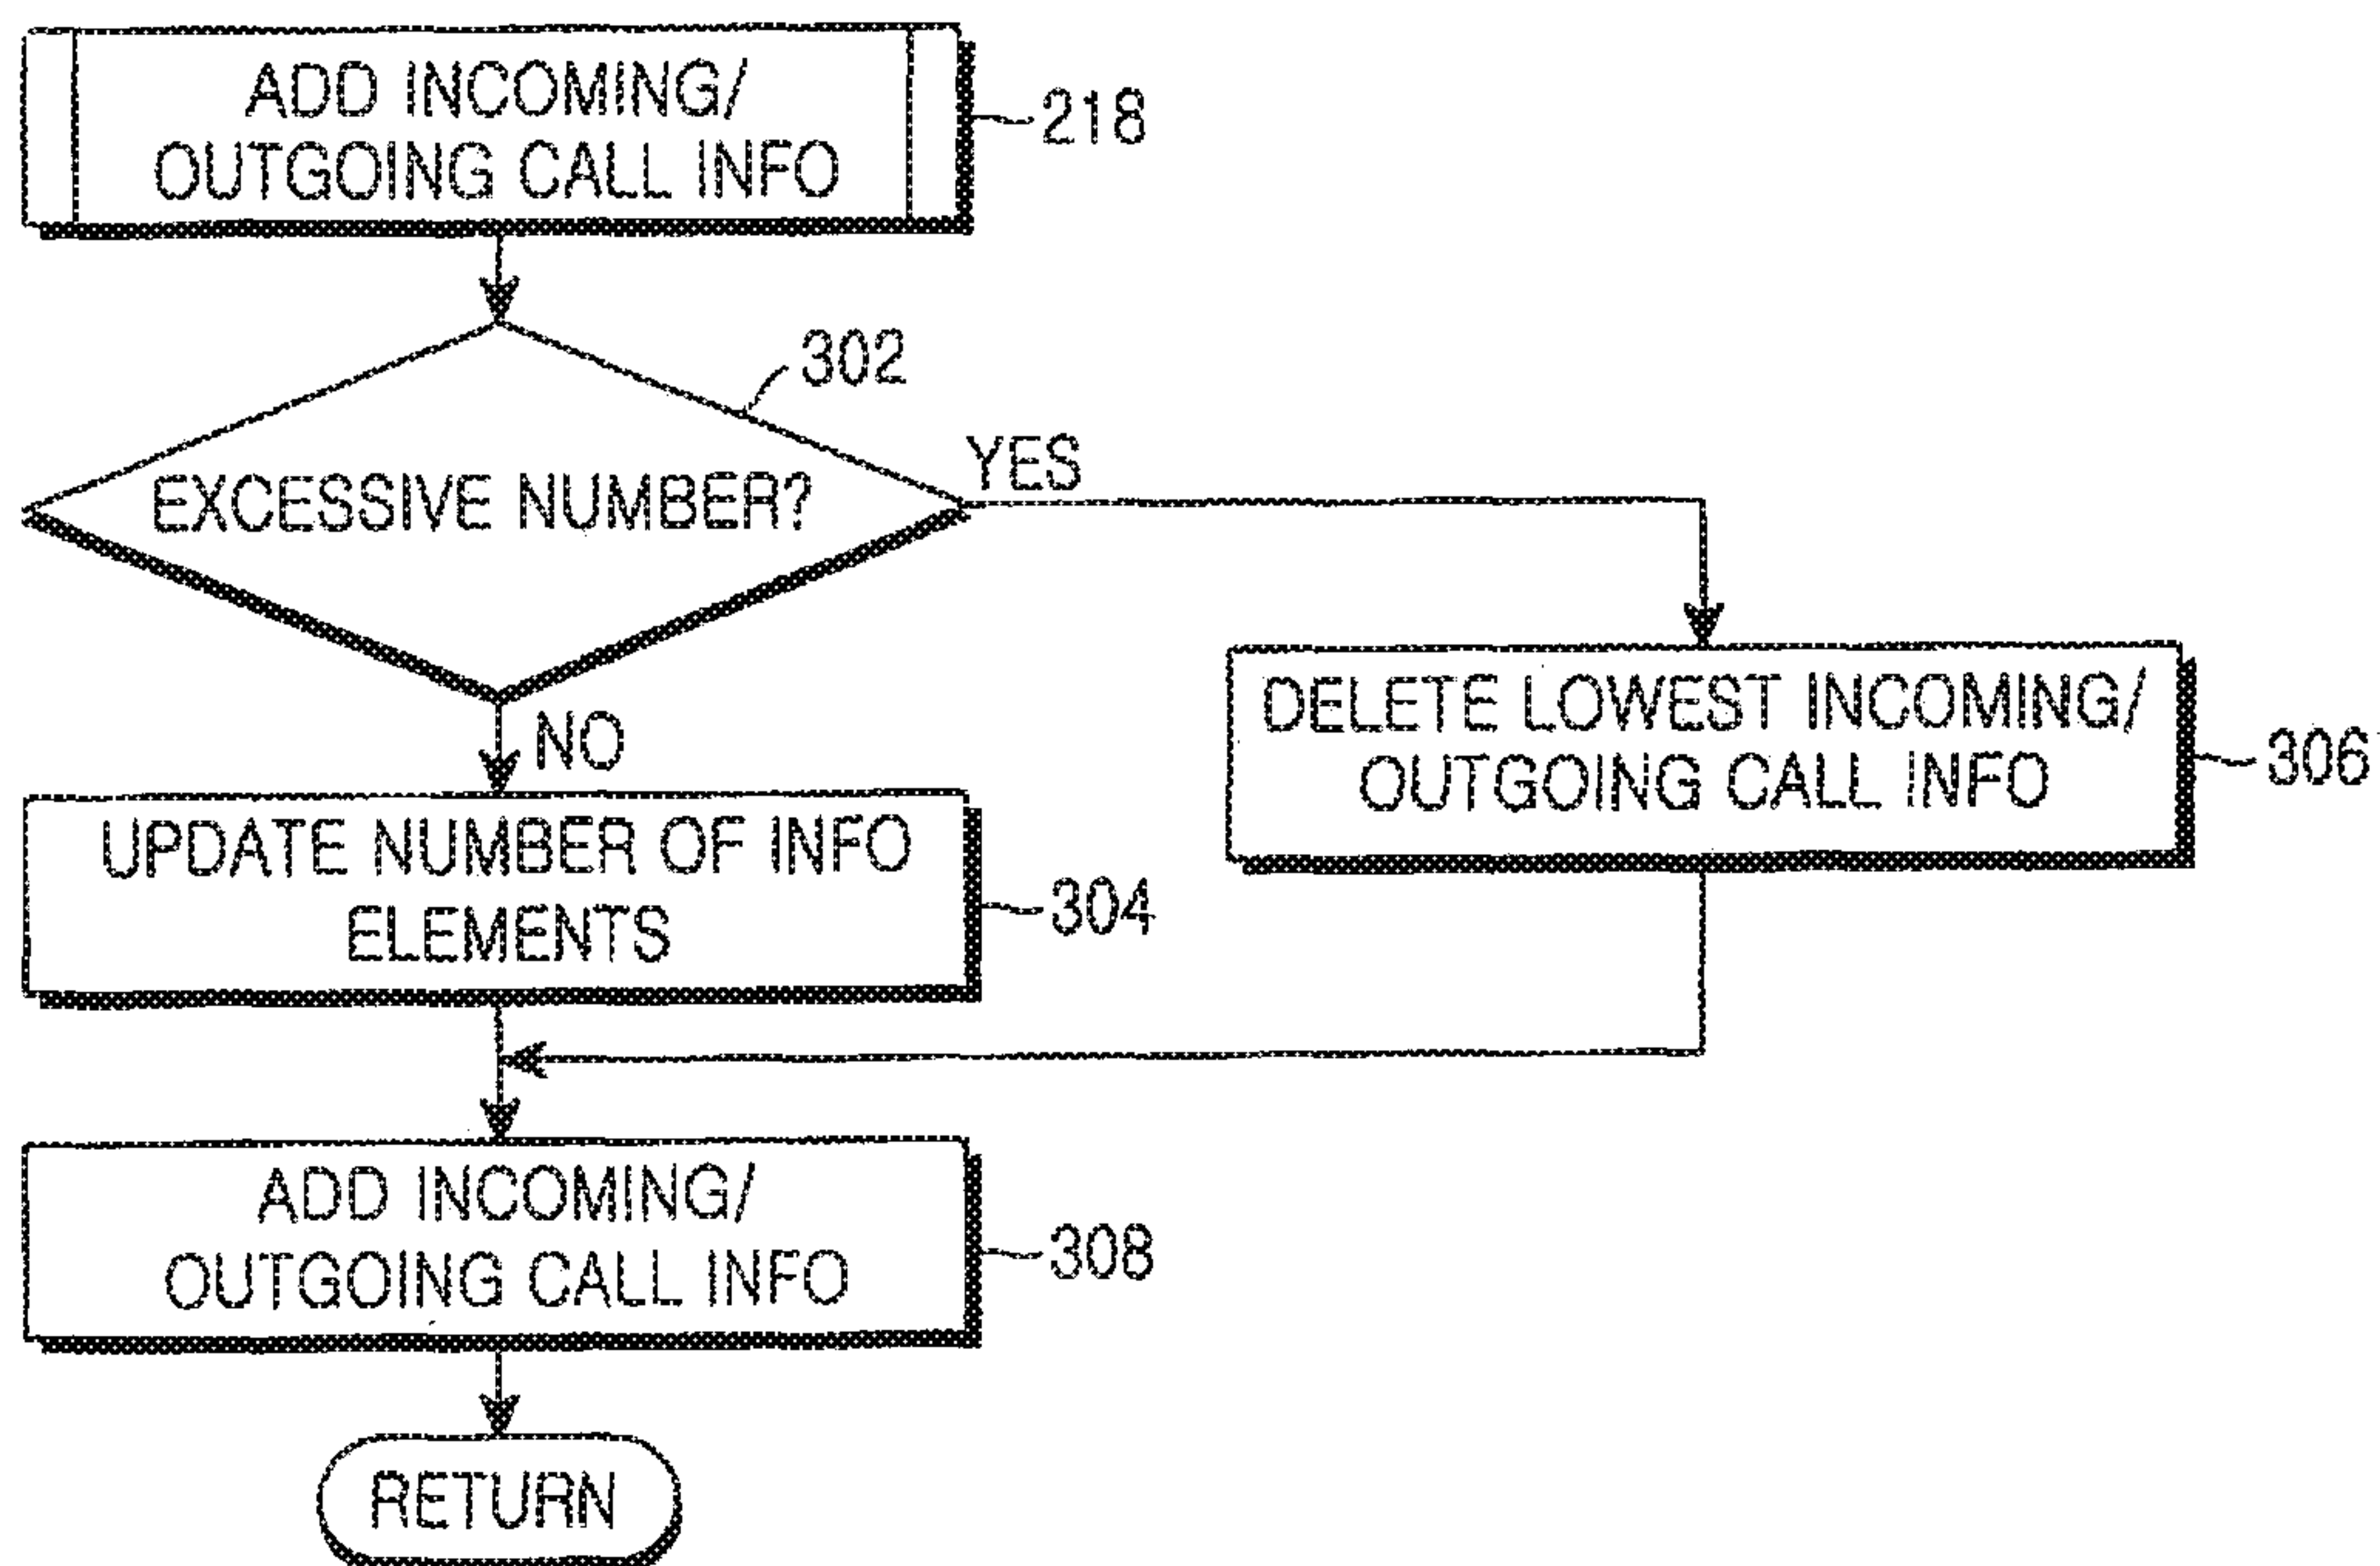 ADD INCOMING/
OUTGOING CALL INFO
218
302
EXCESSIVE NUMBER?
YES
NO
DELETE LOWEST INCOMING/
OUTGOING CALL INFO
306
UPDATE NUMBER OF INFO
ELEMENTS
304
ADD INCOMING/
OUTGOING CALL INFO
308
RETURN